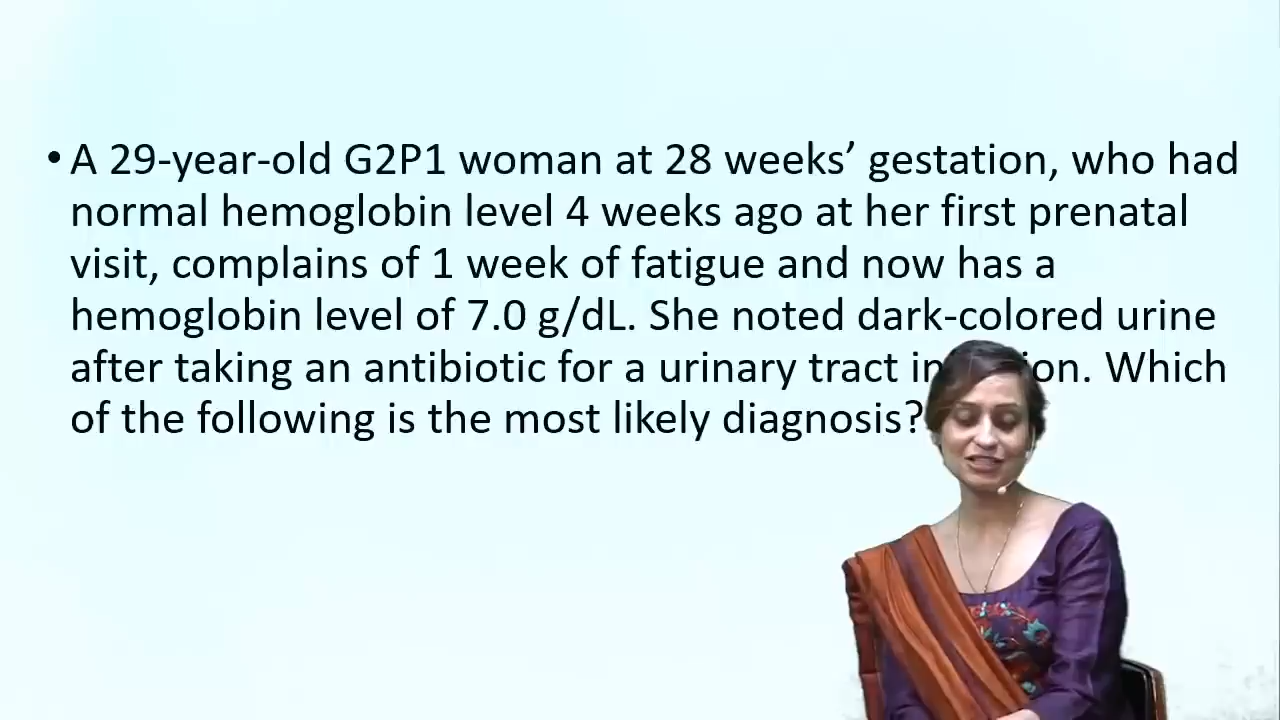 • A 29-year-old G2P1 woman at 28 weeks’ gestation, who had
normal hemoglobin level 4 weeks ago at her first prenatal
visit, complains of 1 week of fatigue and now has a
hemoglobin level of 7.0 g/dL. She noted dark-colored urine
after taking an antibiotic for a urinary tract Which
of the following is the most likely diagnosis?